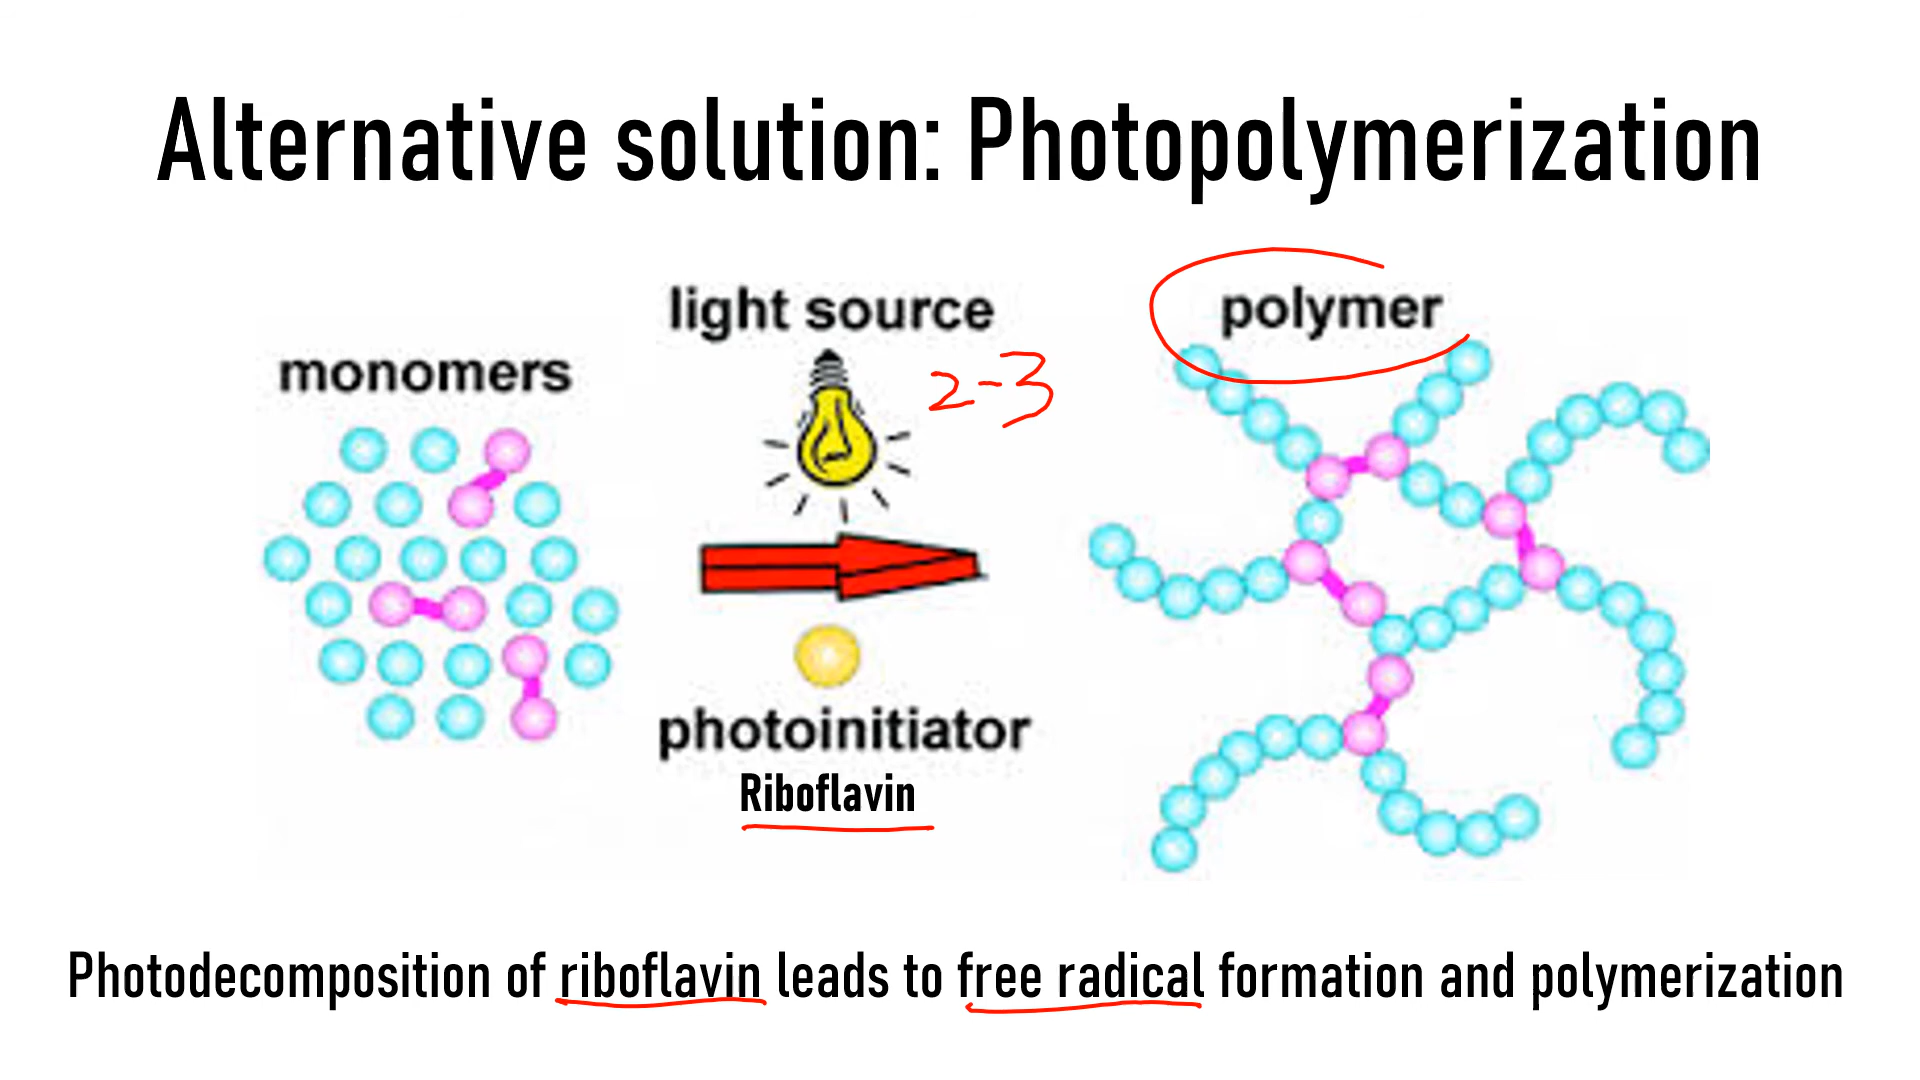 Alternative solution: Photopolymerization
monomers
light source
2-3
photoinitiator
Riboflavin
polymer
Photodecomposition of riboflavin leads to free radical formation and polymerization